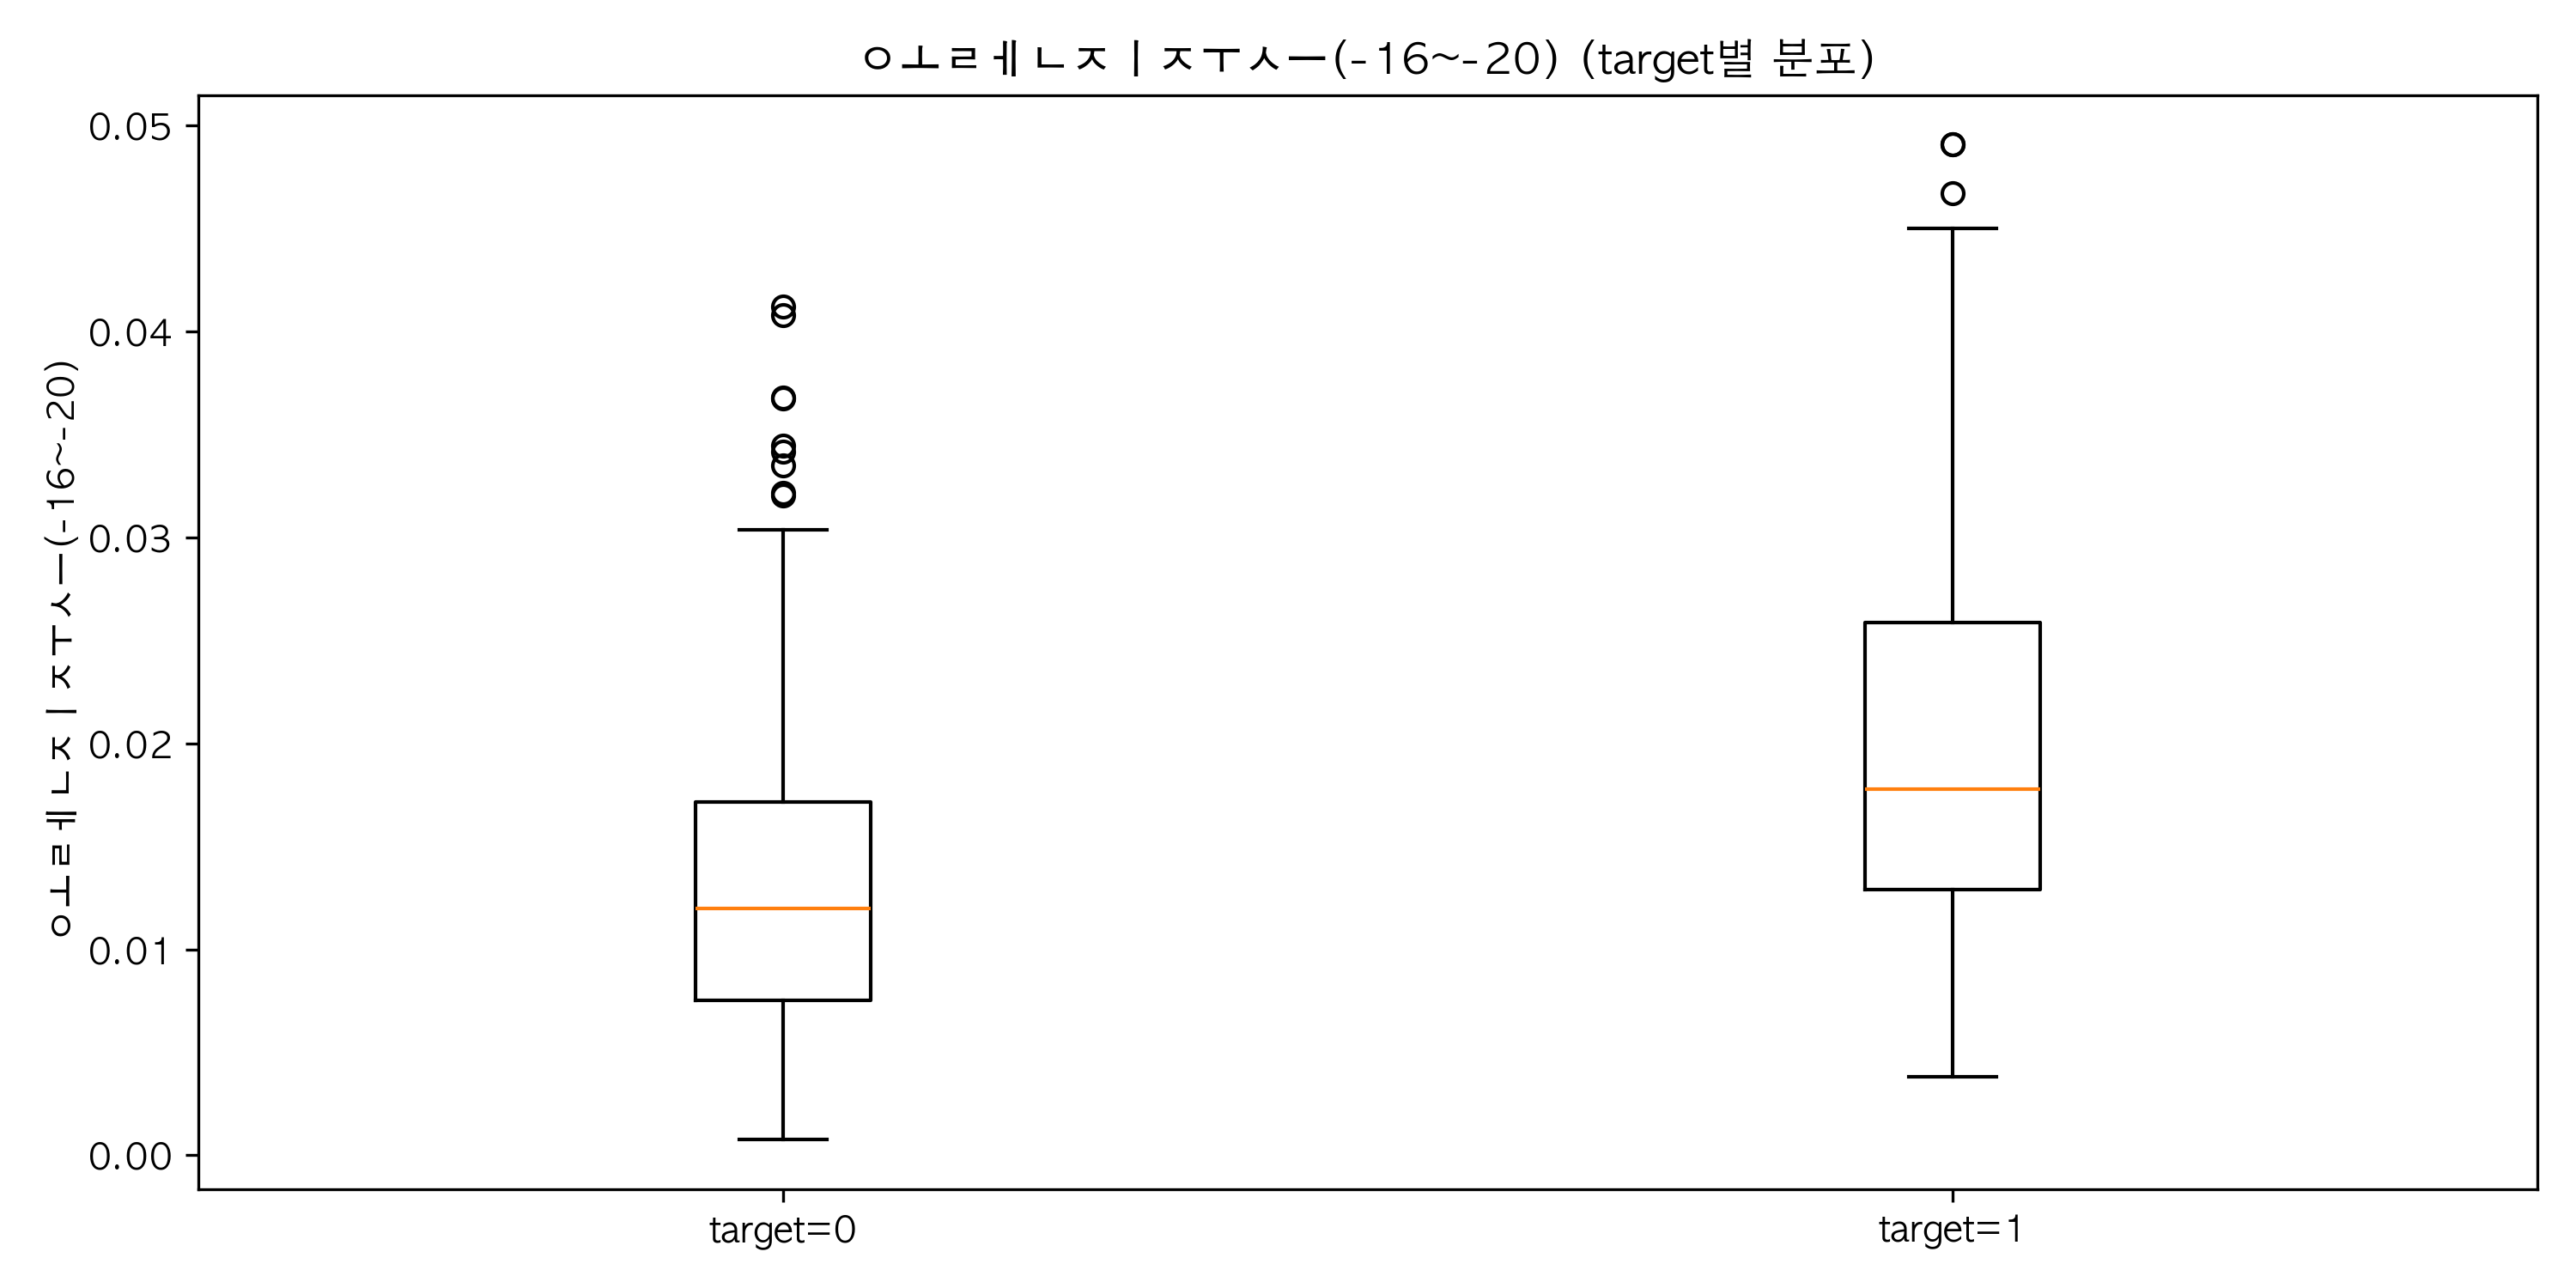 ㅇㅗㄹㅔㄴㅈㅣㅈㅜㅅㅡ(-16~-20) (target별 분포)
ㅇㅗㄹㅔㄴㅈㅣㅈㅜㅅㅡ(-16~-20)
0.05
0.04
0.03
0.02
0.01
0.00
target=0
target=1